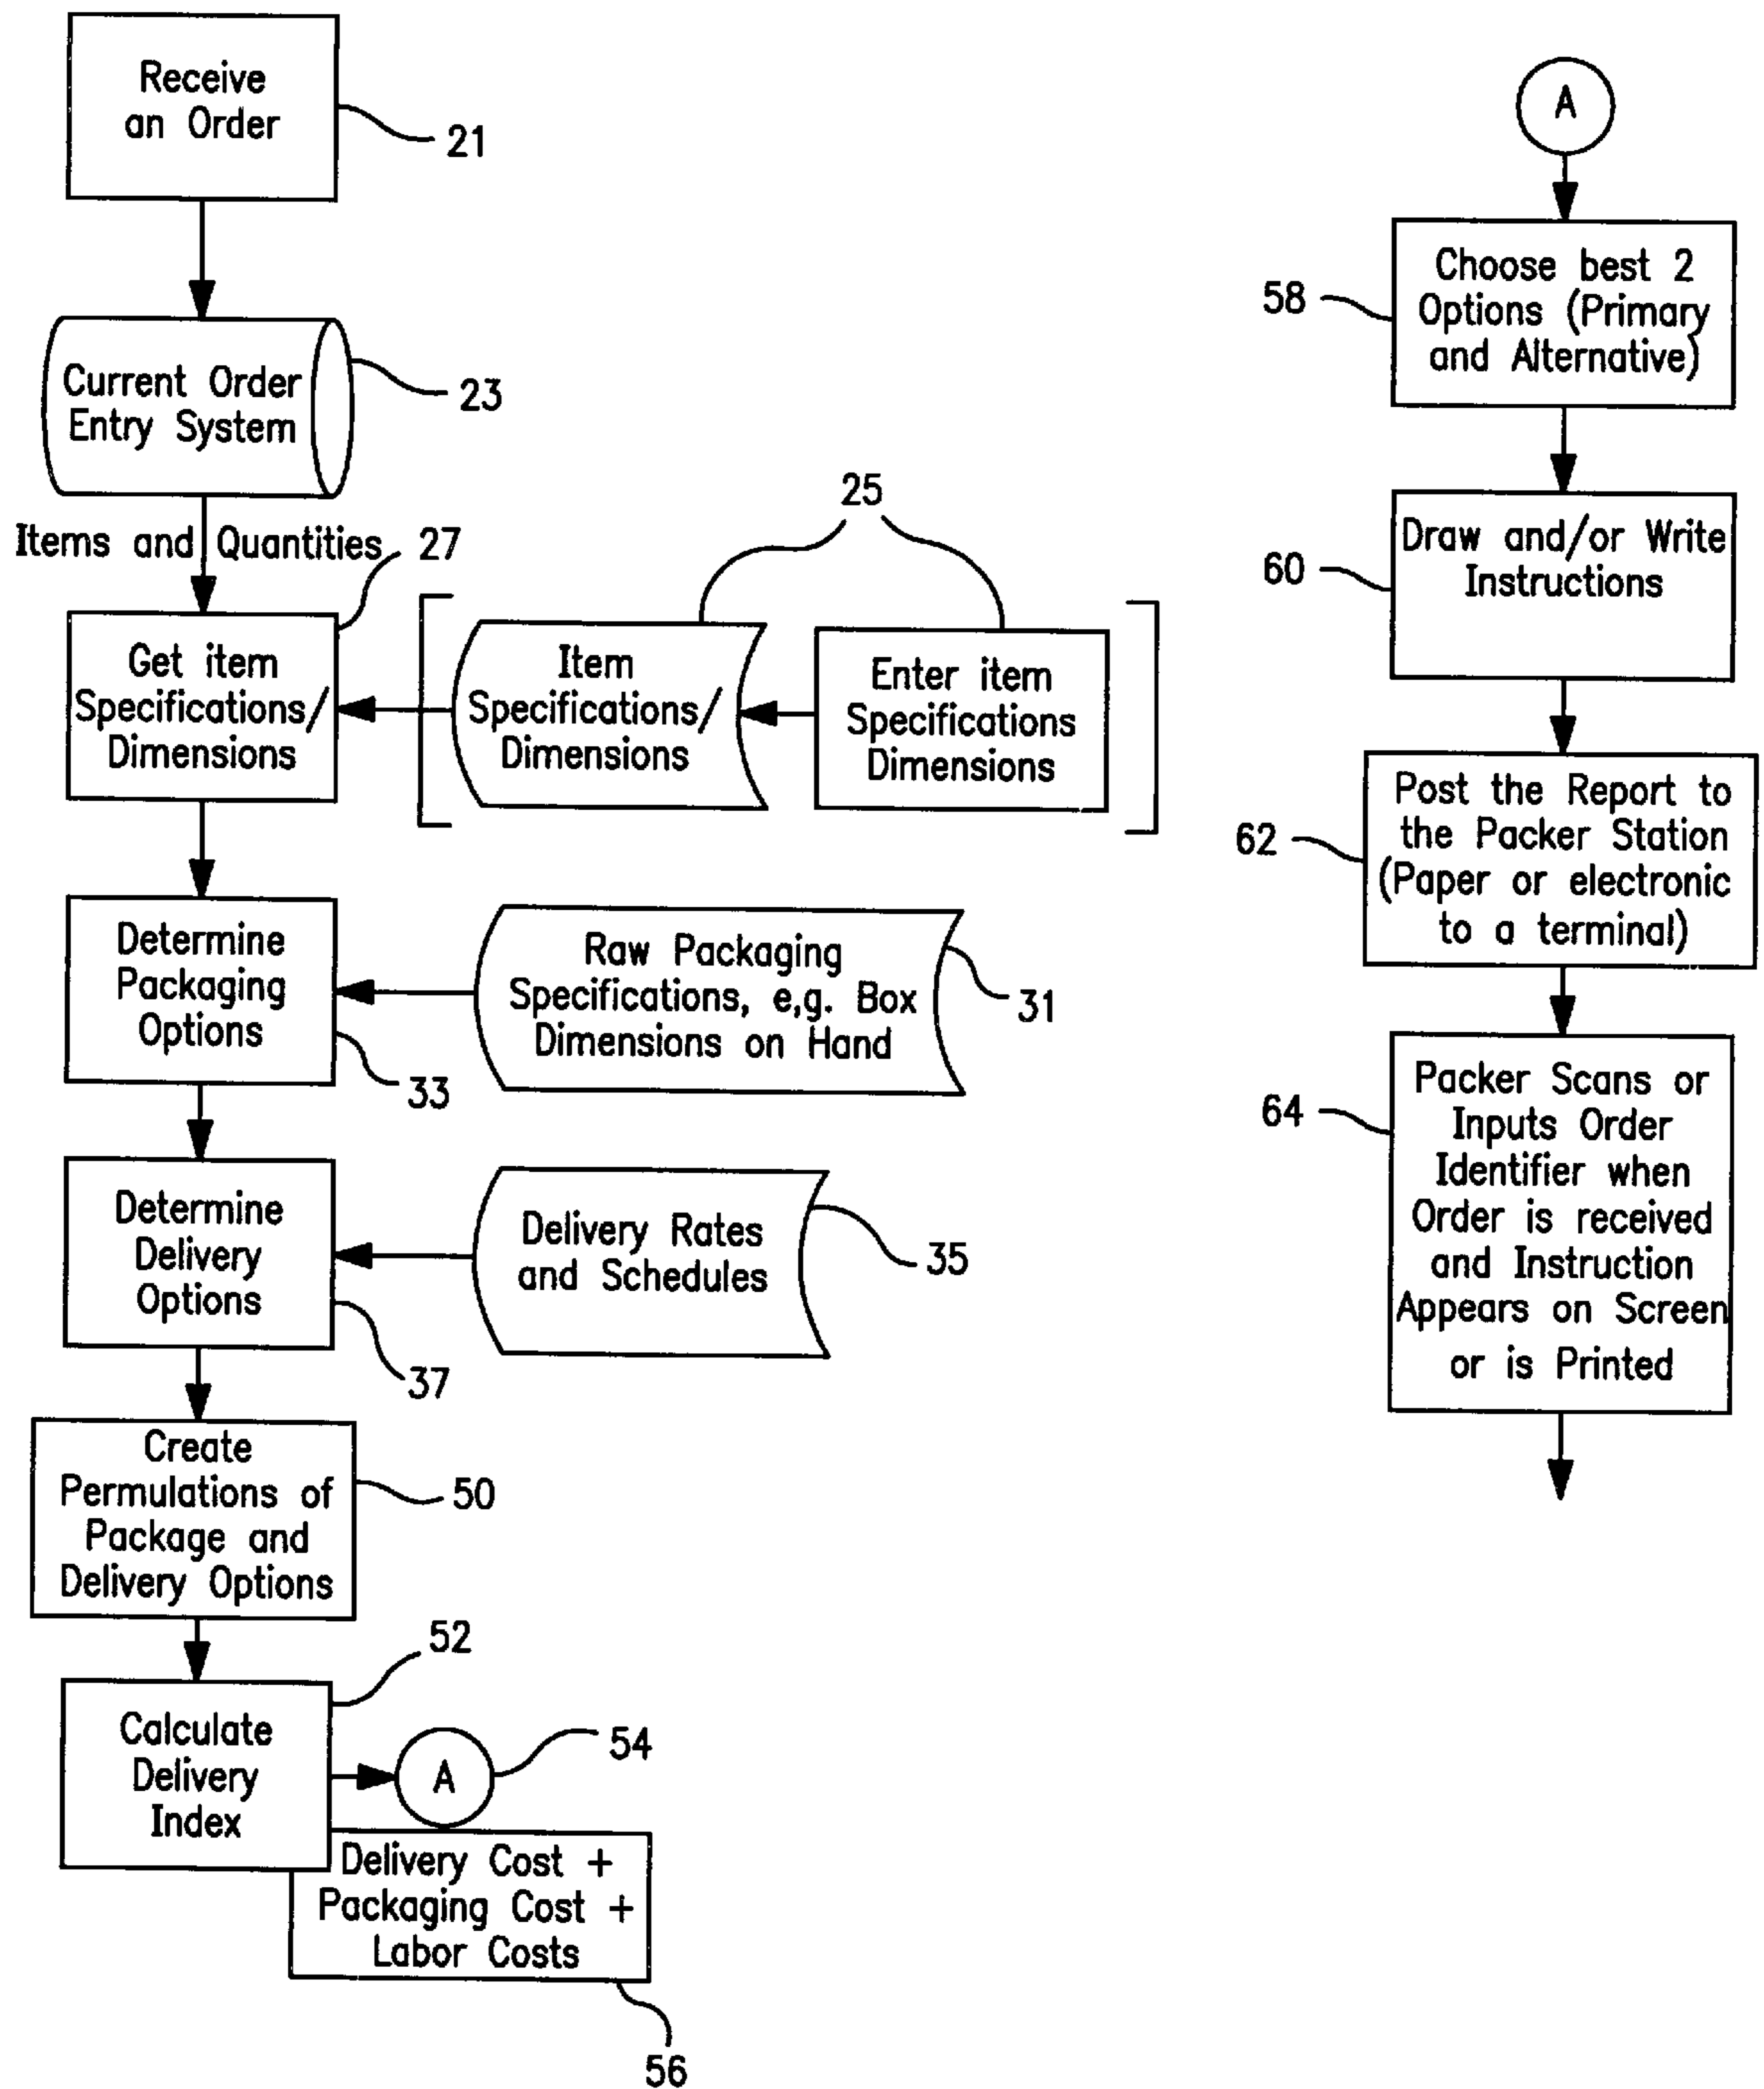 Receive
an Order
21
Current Order
Entry System
23
Items and Quantities
27
25
Get item
Specifications/
Dimensions
Item
Specifications/
Dimensions
Enter item
Specifications
Dimensions
Determine
Packaging
Options
33
Raw Packaging
Specifications, e,g. Box
Dimensions on Hand
31
Determine
Delivery
Options
37
Delivery Rates
and Schedules
35
Create
Permulations of
Package and
Delivery Options
50
52
Calculate
Delivery
Index
A
54
Delivery Cost +
Packaging Cost +
Labor Costs
56
A
58
Choose best 2
Options (Primary
and Alternative)
60
Draw and/or Write
Instructions
62
Post the Report to
the Packer Station
(Paper or electronic
to a terminal)
64
Packer Scans or
Inputs Order
Identifier when
Order is received
and Instruction
Appears on Screen
or is Printed